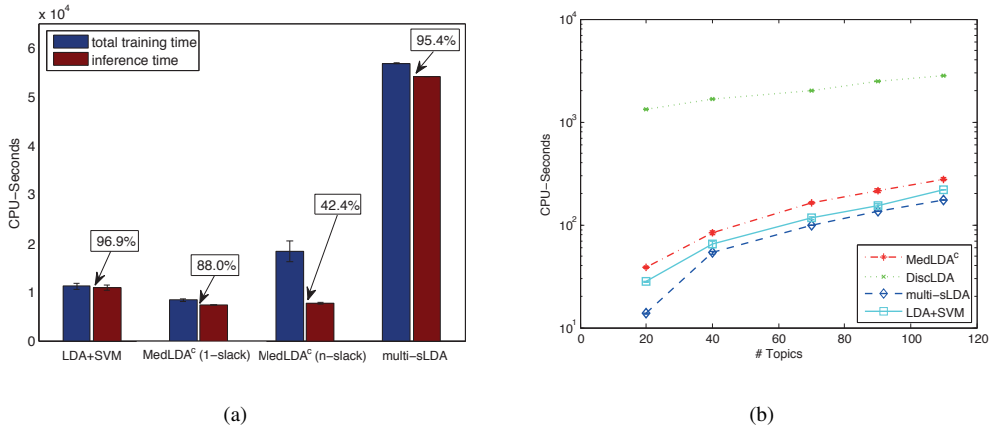 x 10^4
total training time
inference time
96.9%
88.0%
42.4%
95.4%
CPU−Seconds
0
1
2
3
4
5
6
LDA+SVM
MedLDA^c (1−slack)
MedLDA^c (n−slack)
multi−sLDA
(a)
10^4
10^3
10^2
10^1
CPU−Seconds
MedLDA^c
DiscLDA
multi−sLDA
LDA+SVM
0
20
40
60
80
100
120
# Topics
(b)